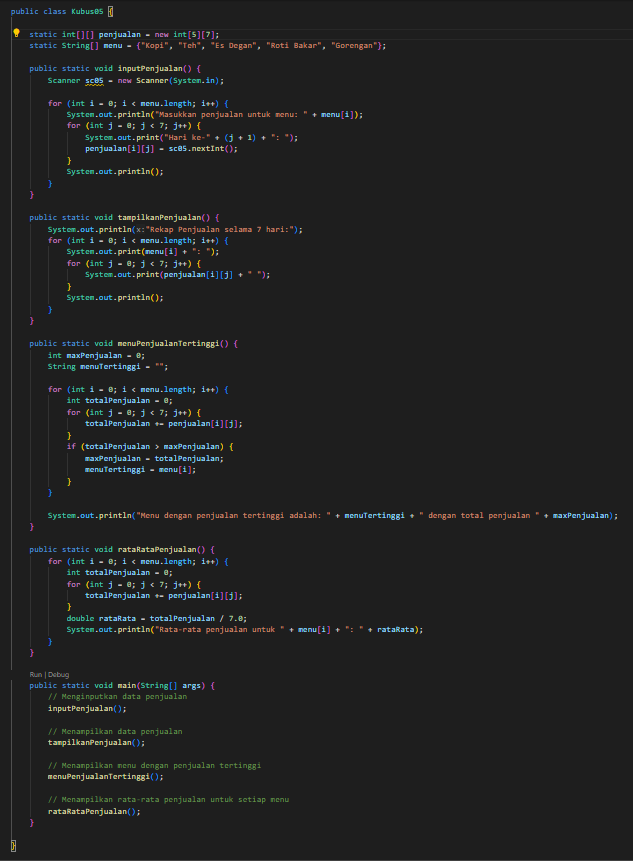 public class Kubus05 {
static int[][] penjualan = new int[5][7];
static String[] menu = {"Kopi", "Teh", "Es Degan", "Roti Bakar", "Gorengan"};
public static void inputPenjualan() {
Scanner sc05 = new Scanner(System.in);
for (int i = 0; i < menu.length; i++) {
System.out.println("Masukkan penjualan untuk menu: " + menu[i]);
for (int j = 0; j < 7; j++) {
System.out.print("Hari ke-" + (j + 1) + ": ");
penjualan[i][j] = sc05.nextInt();
}
System.out.println();
}
}
public static void tampilkanPenjualan() {
System.out.println(x:"Rekap Penjualan selama 7 hari:");
for (int i = 0; i < menu.length; i++) {
System.out.print(menu[i] + ": ");
for (int j = 0; j < 7; j++) {
System.out.print(penjualan[i][j] + " ");
}
System.out.println();
}
}
public static void menuPenjualanTertinggi() {
int maxPenjualan = 0;
String menuTertinggi = "";
for (int i = 0; i < menu.length; i++) {
int totalPenjualan = 0;
for (int j = 0; j < 7; j++) {
totalPenjualan += penjualan[i][j];
}
if (totalPenjualan > maxPenjualan) {
maxPenjualan = totalPenjualan;
menuTertinggi = menu[i];
}
}
System.out.println("Menu dengan penjualan tertinggi adalah: " + menuTertinggi + " dengan total penjualan " + maxPenjualan);
}
public static void rataRataPenjualan() {
for (int i = 0; i < menu.length; i++) {
int totalPenjualan = 0;
for (int j = 0; j < 7; j++) {
totalPenjualan += penjualan[i][j];
}
double rataRata = totalPenjualan / 7.0;
System.out.println("Rata-rata penjualan untuk " + menu[i] + ": " + rataRata);
}
}
Run | Debug
public static void main(String[] args) {
// Menginputkan data penjualan
inputPenjualan();
// Menampilkan data penjualan
tampilkanPenjualan();
// Menampilkan menu dengan penjualan tertinggi
menuPenjualanTertinggi();
// Menampilkan rata-rata penjualan untuk setiap menu
rataRataPenjualan();
}
}